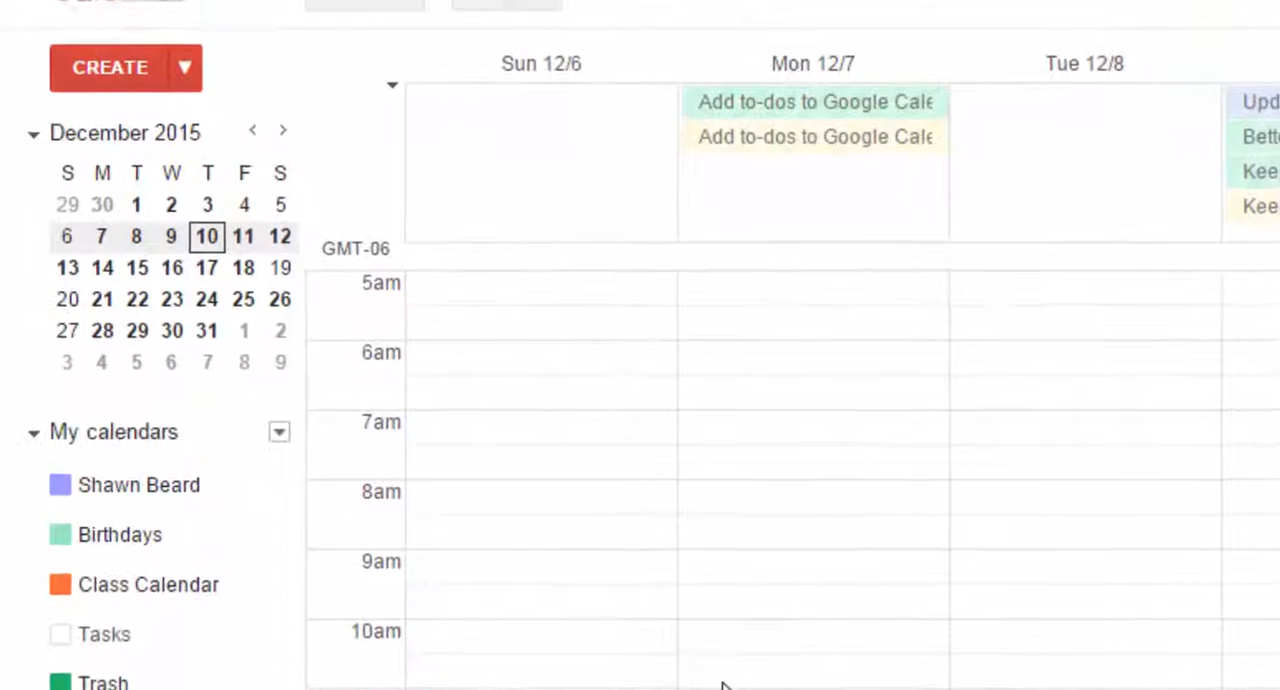 CREATE
Sun 12/6 Mon 12/7 Tue 12/8
Add to-dos to Google Cale
Add to-dos to Google Cale
Upd
Bett
Kee
Kee
December 2015
S M T W T F S
29 30 1 2 3 4 5
6 7 8 9 10 11 12
13 14 15 16 17 18 19
20 21 22 23 24 25 26
27 28 29 30 31 1 2
3 4 5 6 7 8 9
GMT-06
5am
6am
7am
8am
9am
10am
My calendars
Shawn Beard
Birthdays
Class Calendar
Tasks
Trash